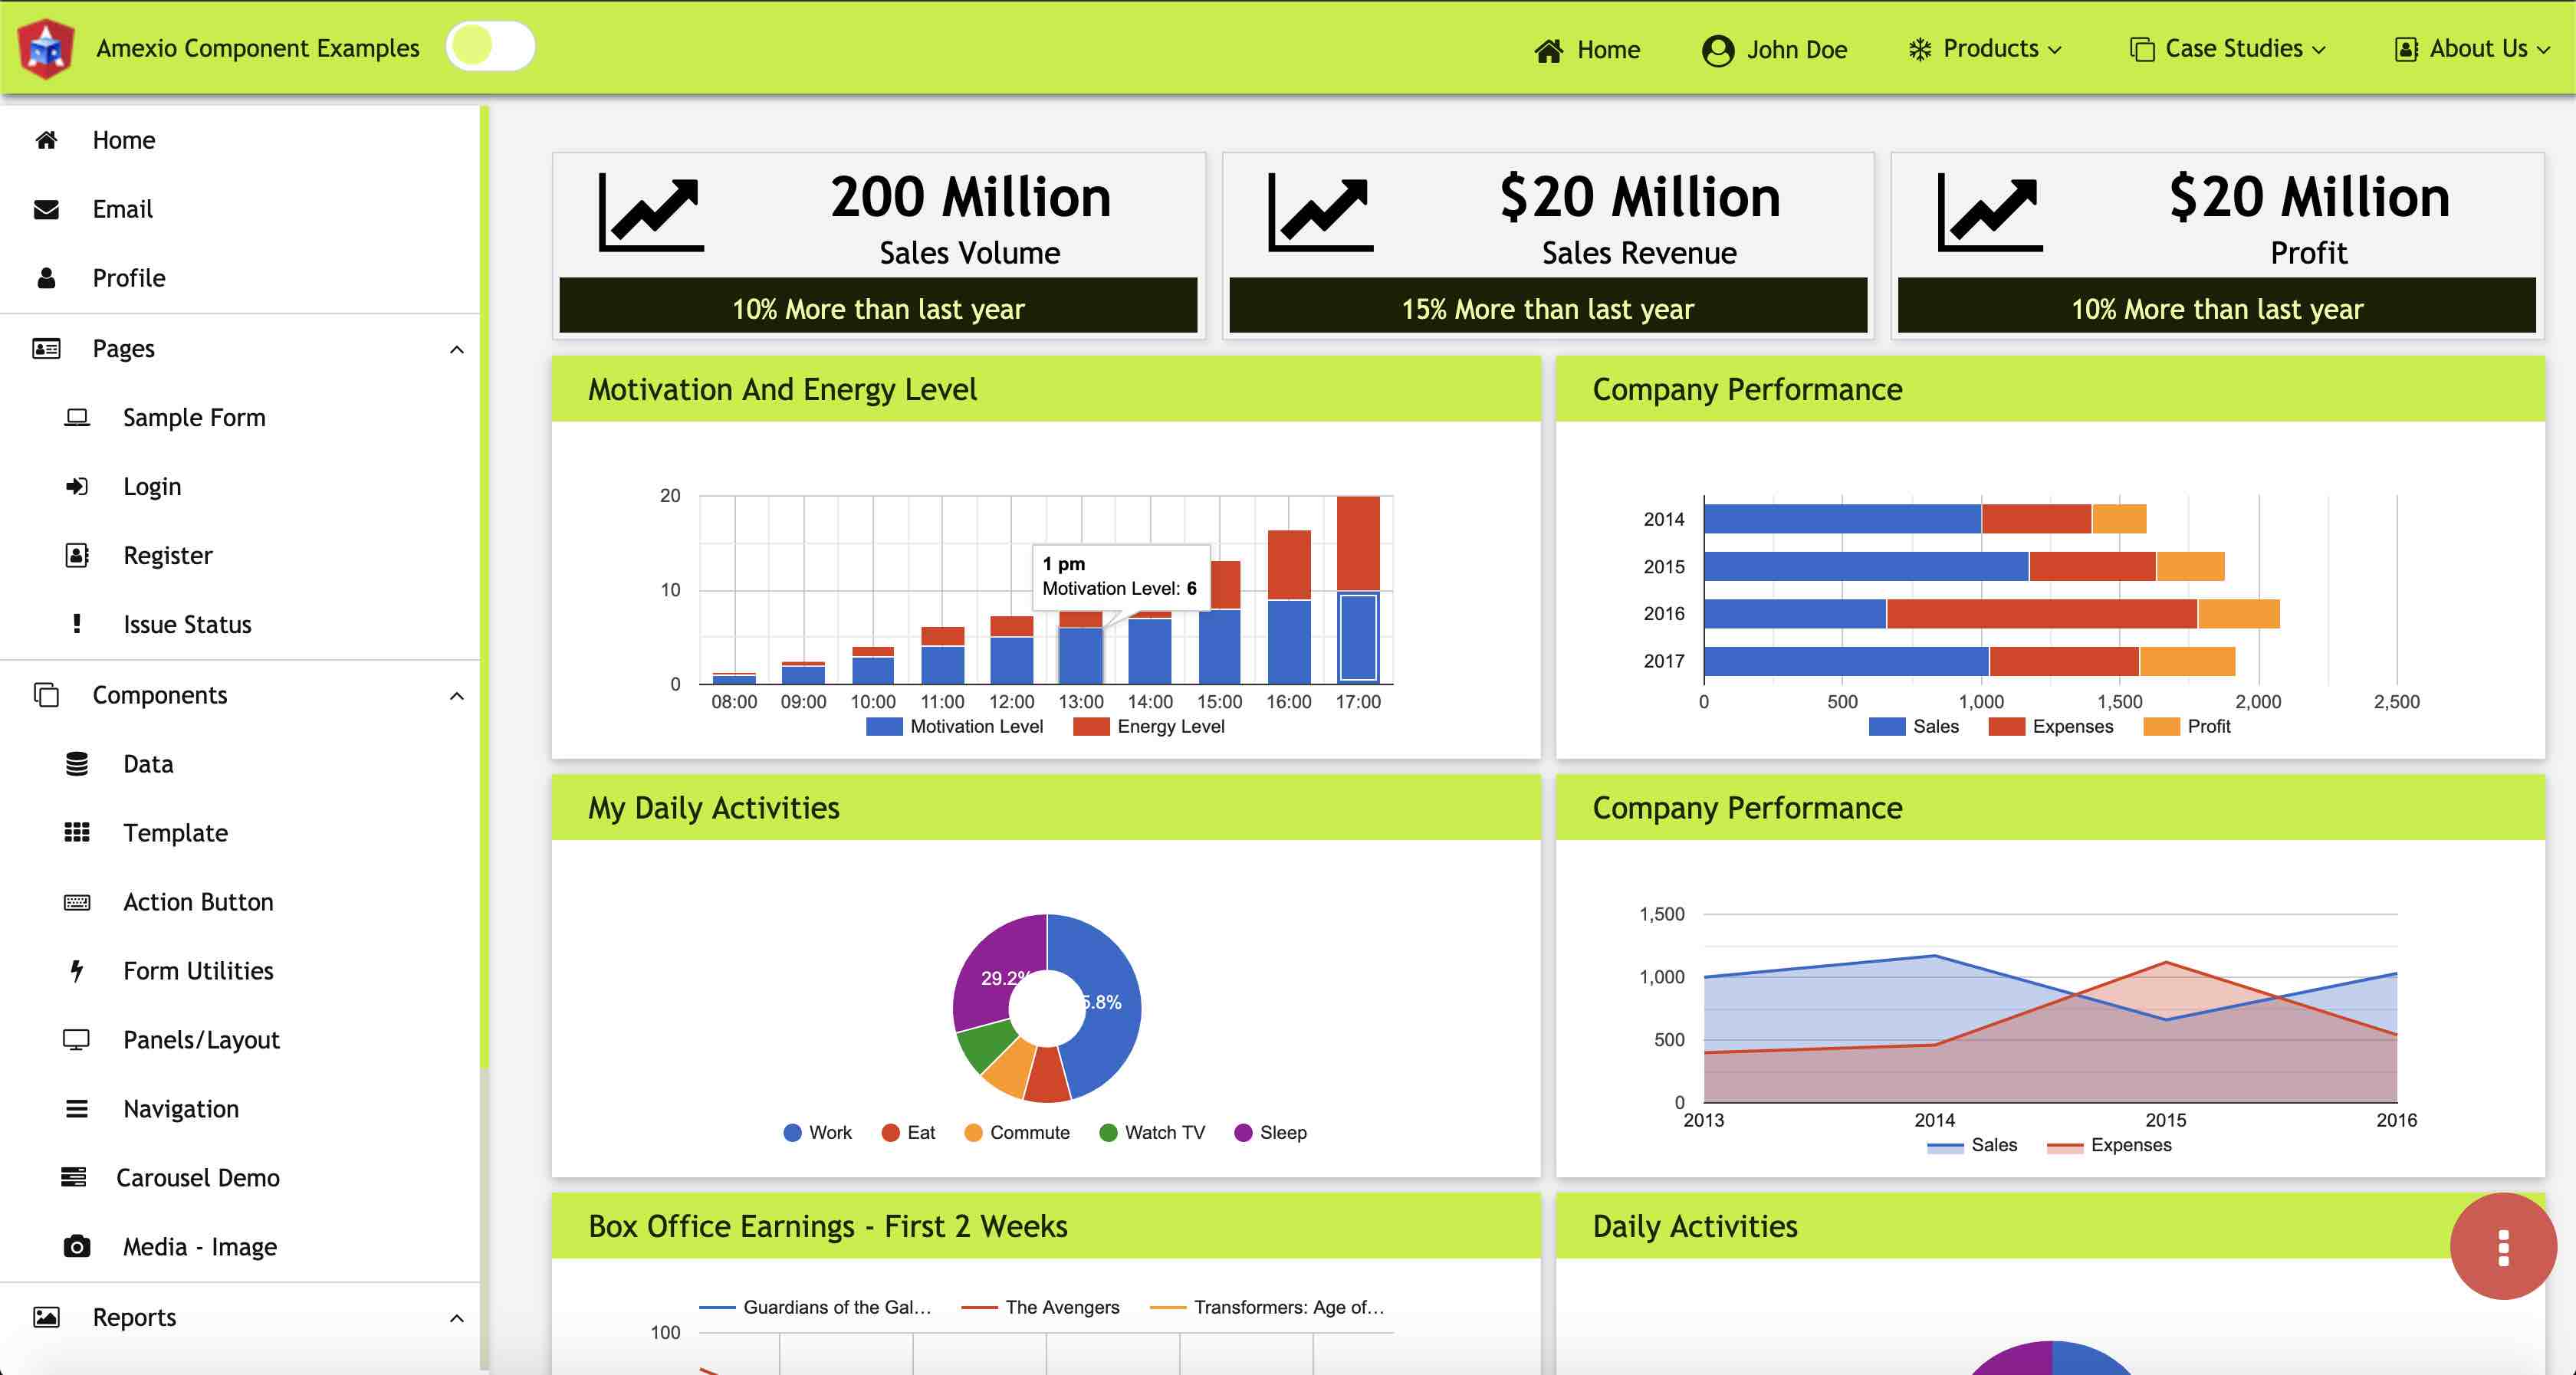 Amexio Component Examples
Home
John Doe
Products
Case Studies
About Us
Home
Email
Profile
Pages
Sample Form
Login
Register
Issue Status
Components
Data
Template
Action Button
Form Utilities
Panels/Layout
Navigation
Carousel Demo
Media - Image
Reports
200 Million
Sales Volume
10% More than last year
$20 Million
Sales Revenue
15% More than last year
$20 Million
Profit
10% More than last year
Motivation And Energy Level
20
10
0
1 pm
Motivation Level: 6
08:00 09:00 10:00 11:00 12:00 13:00 14:00 15:00 16:00 17:00
Motivation Level Energy Level
Company Performance
2014
2015
2016
2017
0 500 1,000 1,500 2,000 2,500
Sales Expenses Profit
My Daily Activities
29.2%
5.8%
Work Eat Commute Watch TV Sleep
Company Performance
1,500
1,000
500
0
2013 2014 2015 2016
Sales Expenses
Box Office Earnings - First 2 Weeks
Guardians of the Gal... The Avengers Transformers: Age of...
100
Daily Activities